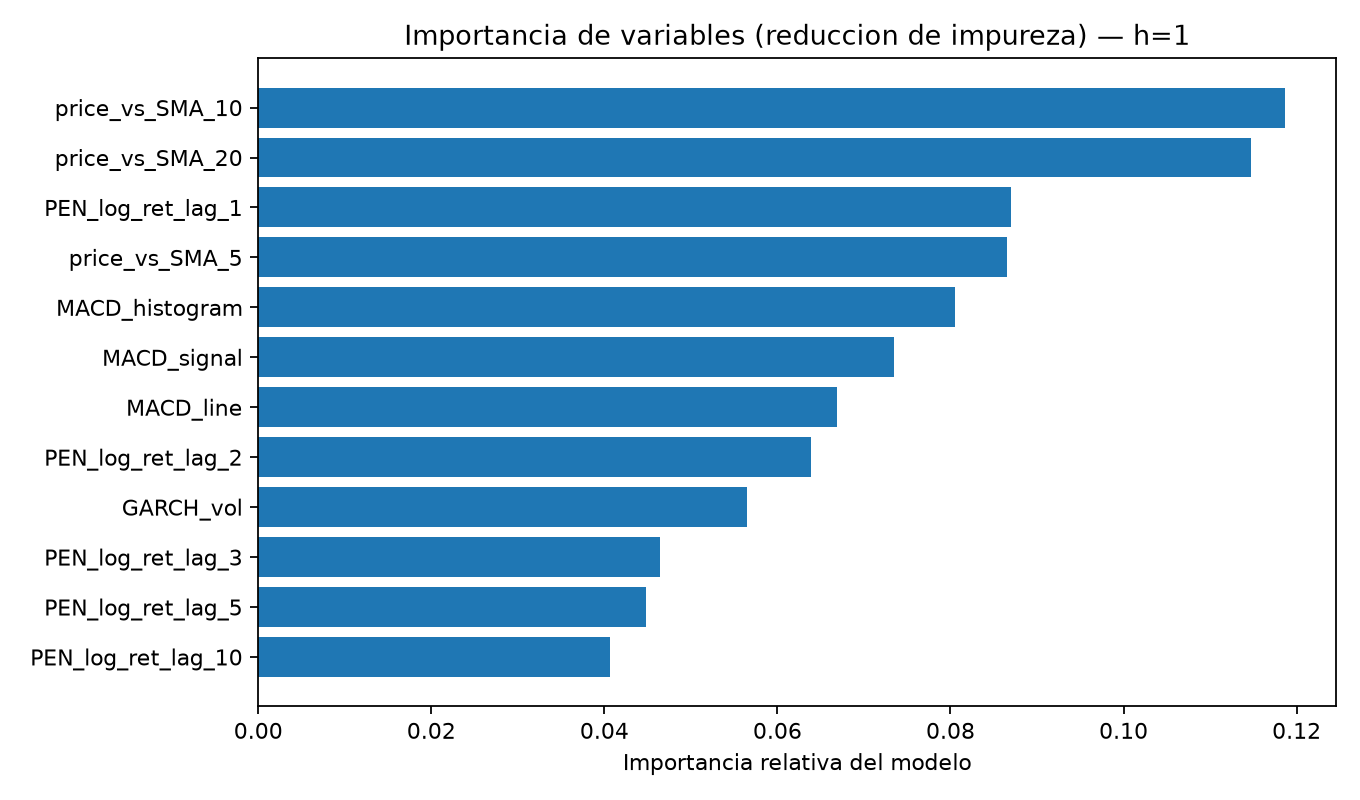 Importancia de variables (reduccion de impureza) — h=1
price_vs_SMA_10
price_vs_SMA_20
PEN_log_ret_lag_1
price_vs_SMA_5
MACD_histogram
MACD_signal
MACD_line
PEN_log_ret_lag_2
GARCH_vol
PEN_log_ret_lag_3
PEN_log_ret_lag_5
PEN_log_ret_lag_10
0.00 0.02 0.04 0.06 0.08 0.10 0.12
Importancia relativa del modelo